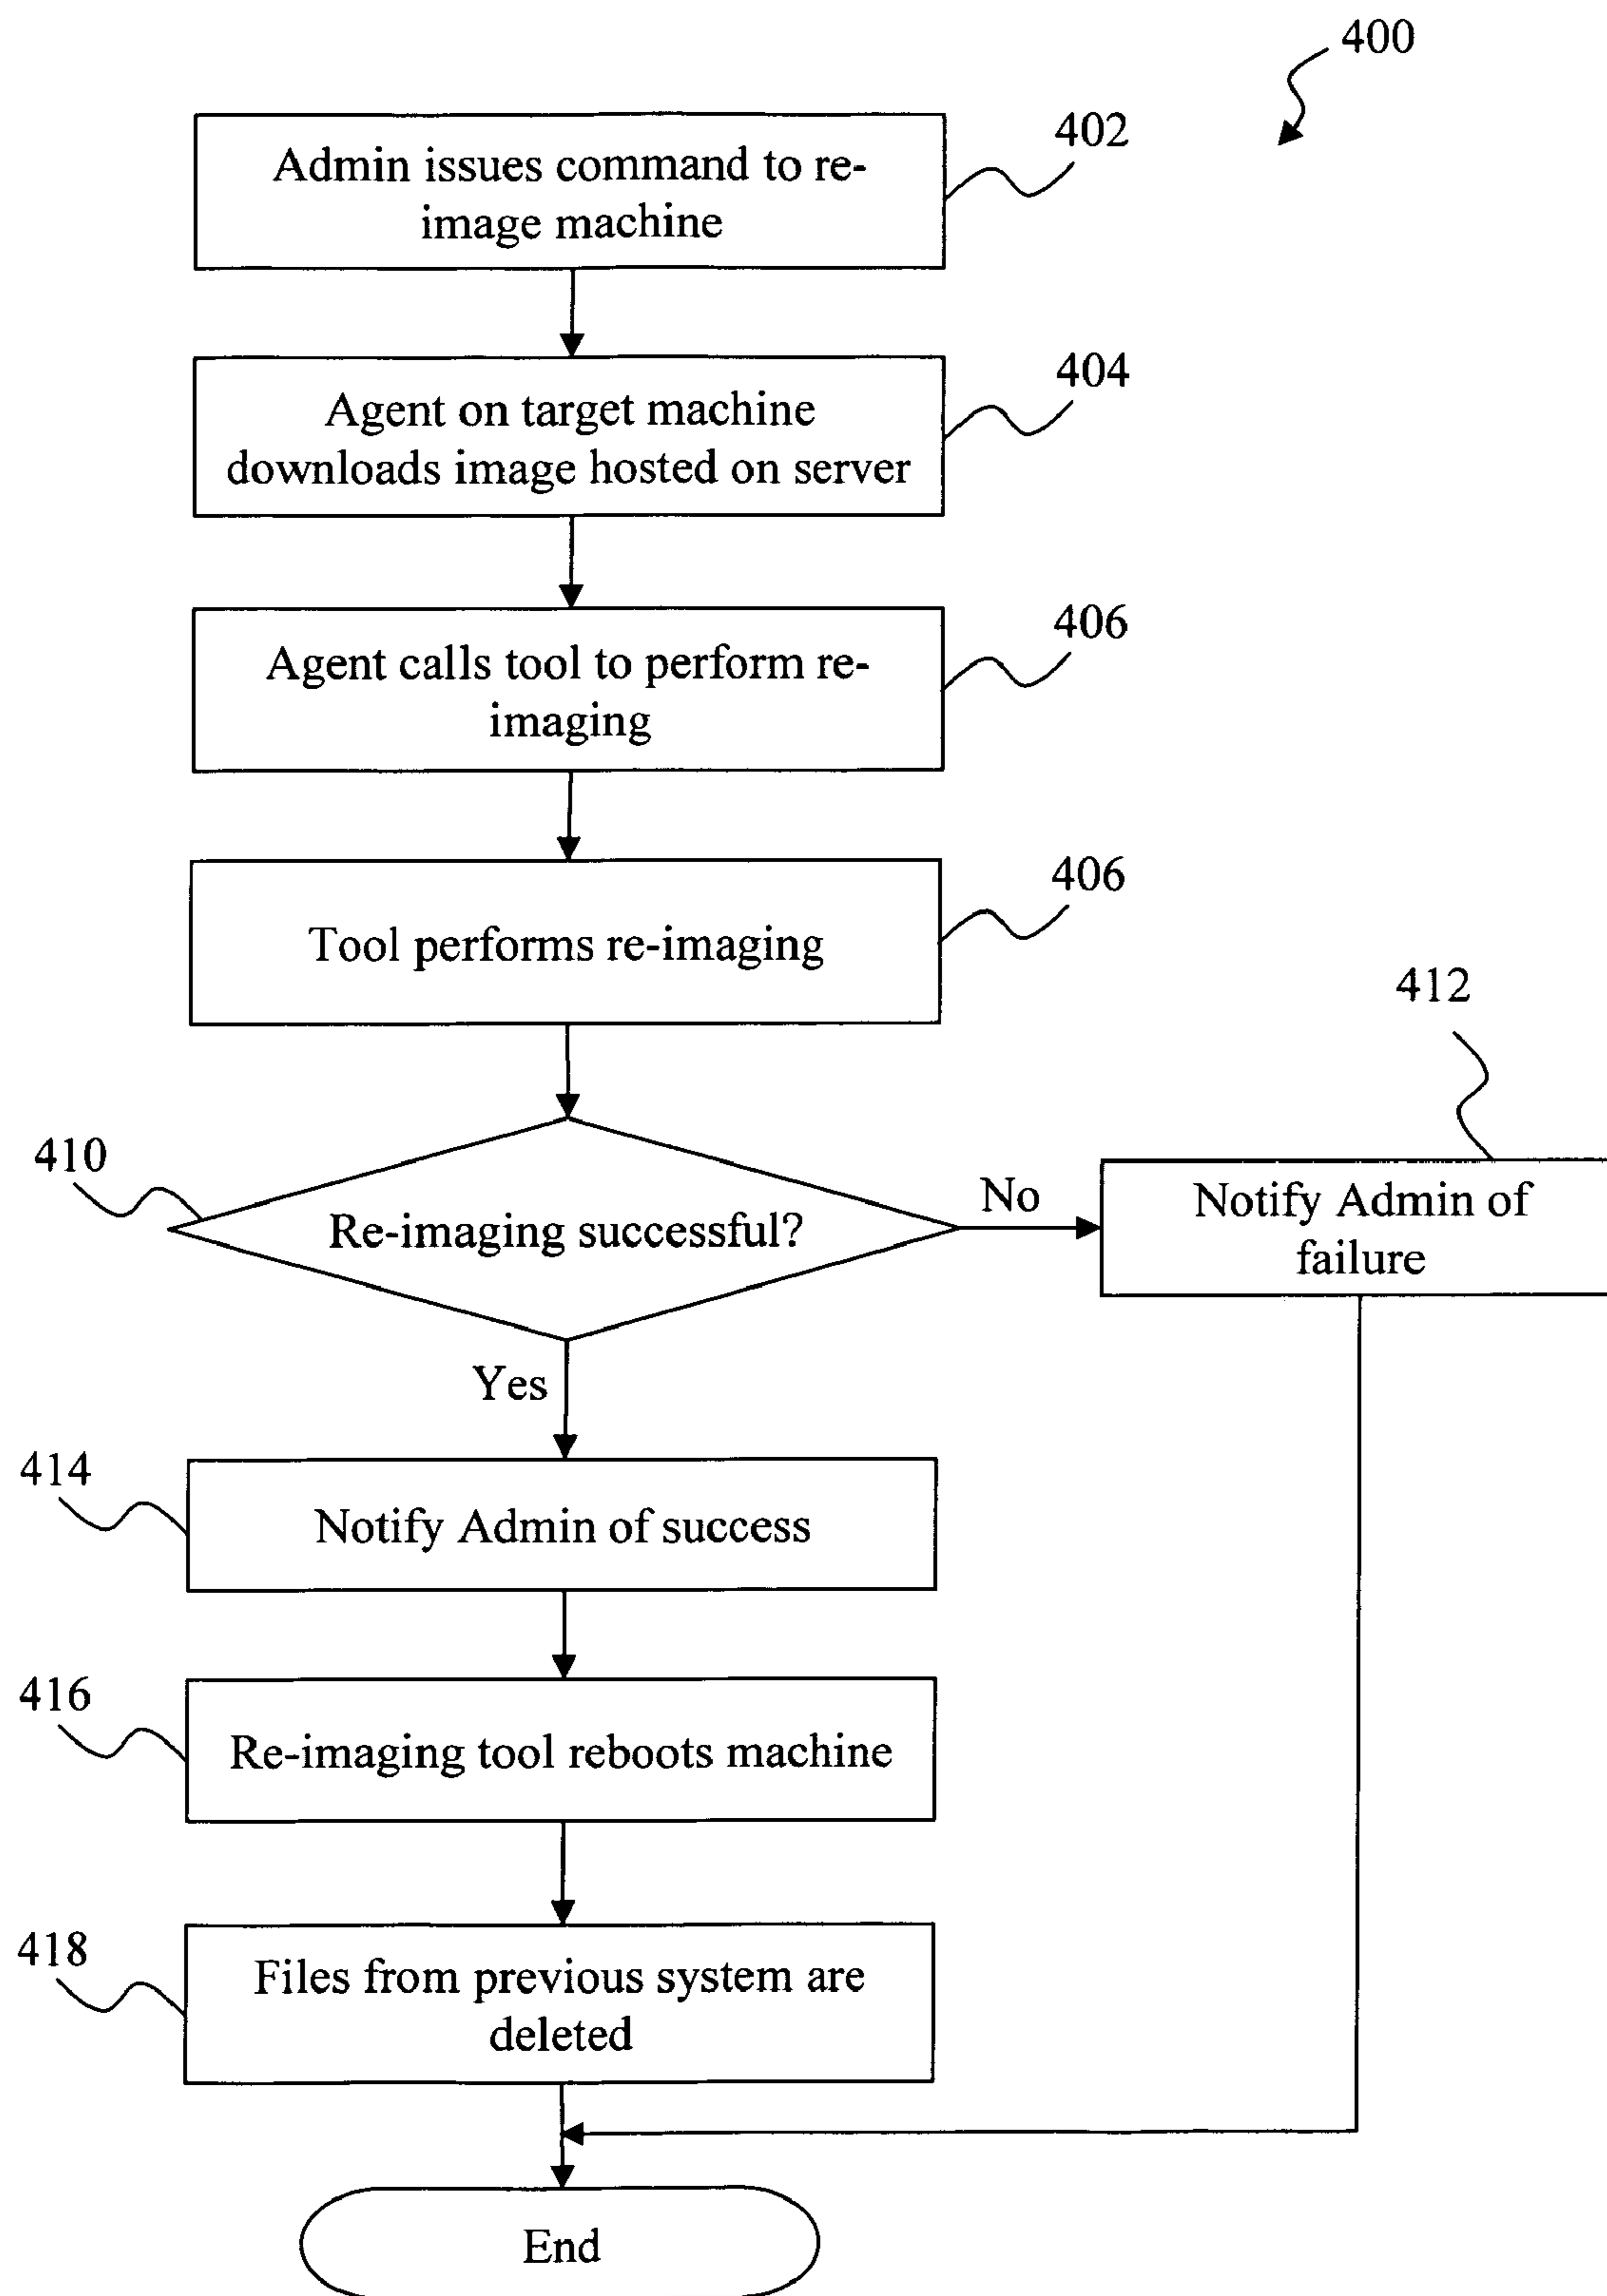 400
402
Admin issues command to re-
image machine
404
Agent on target machine
downloads image hosted on server
406
Agent calls tool to perform re-
imaging
406
Tool performs re-imaging
412
410
Re-imaging successful?
No
Notify Admin of
failure
Yes
414
Notify Admin of success
416
Re-imaging tool reboots machine
418
Files from previous system are
deleted
End